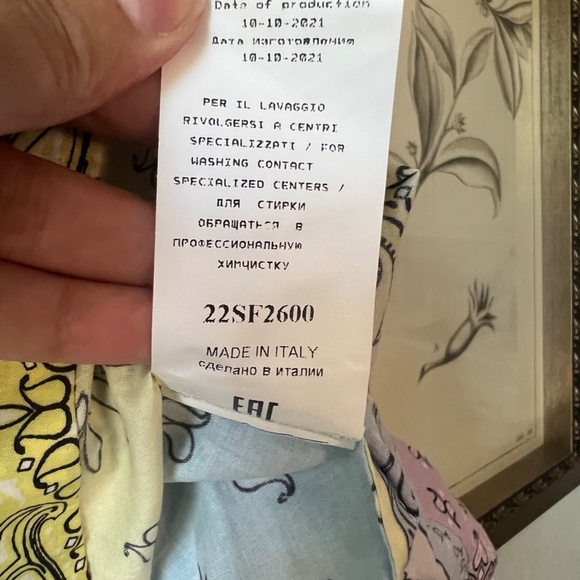 Date of production
10-10-2021
Дата изготовления
10-10-2021
PER IL LAVAGGIO
RIVOLGERSI A CENTRI
SPECIALIZZATI / FOR
WASHING CONTACT
SPECIALIZED CENTERS /
ДЛЯ СТИРКИ
ОБРАЩАТЬСЯ В
ПРОФЕССИОНАЛЬНУЮ
ХИМЧИСТКУ
22SF2600
MADE IN ITALY
сделано в италии
EAC